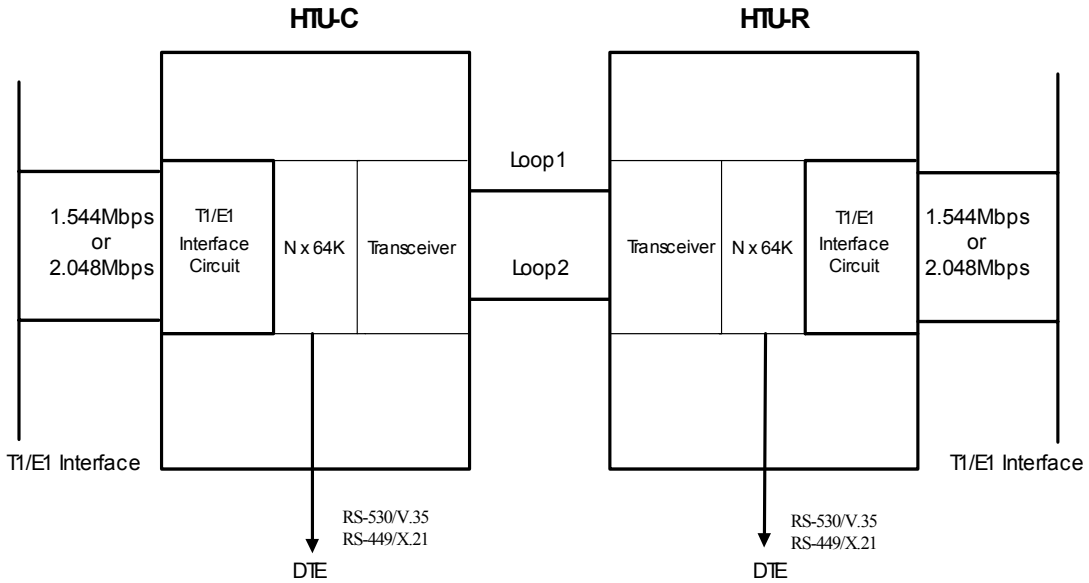 HTU-C
HTU-R
Loop1
1.544Mbps
or
2.048Mbps
T1/E1
Interface
Circuit
N x 64K
Transceiver
Loop2
Transceiver
N x 64K
T1/E1
Interface
Circuit
1.544Mbps
or
2.048Mbps
T1/E1 Interface
T1/E1 Interface
RS-530/V.35
RS-449/X.21
DTE
RS-530/V.35
RS-449/X.21
DTE